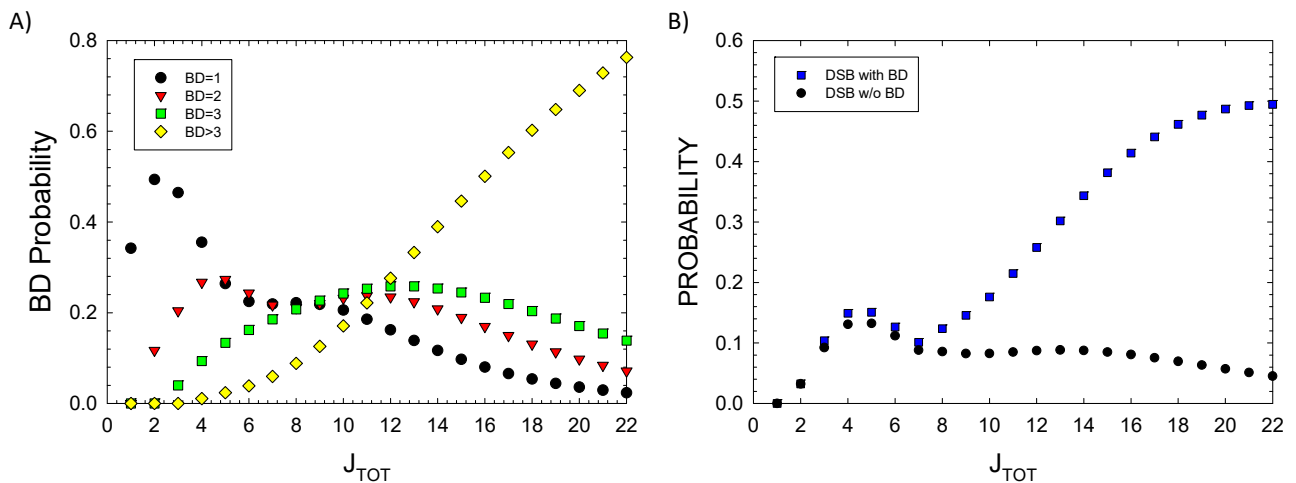 A)
BD Probability
0.8
0.6
0.4
0.2
0.0
BD=1
BD=2
BD=3
BD>3
0 2 4 6 8 10 12 14 16 18 20 22
J_TOT
B)
PROBABILITY
0.6
0.5
0.4
0.3
0.2
0.1
0.0
DSB with BD
DSB w/o BD
0 2 4 6 8 10 12 14 16 18 20 22
J_TOT